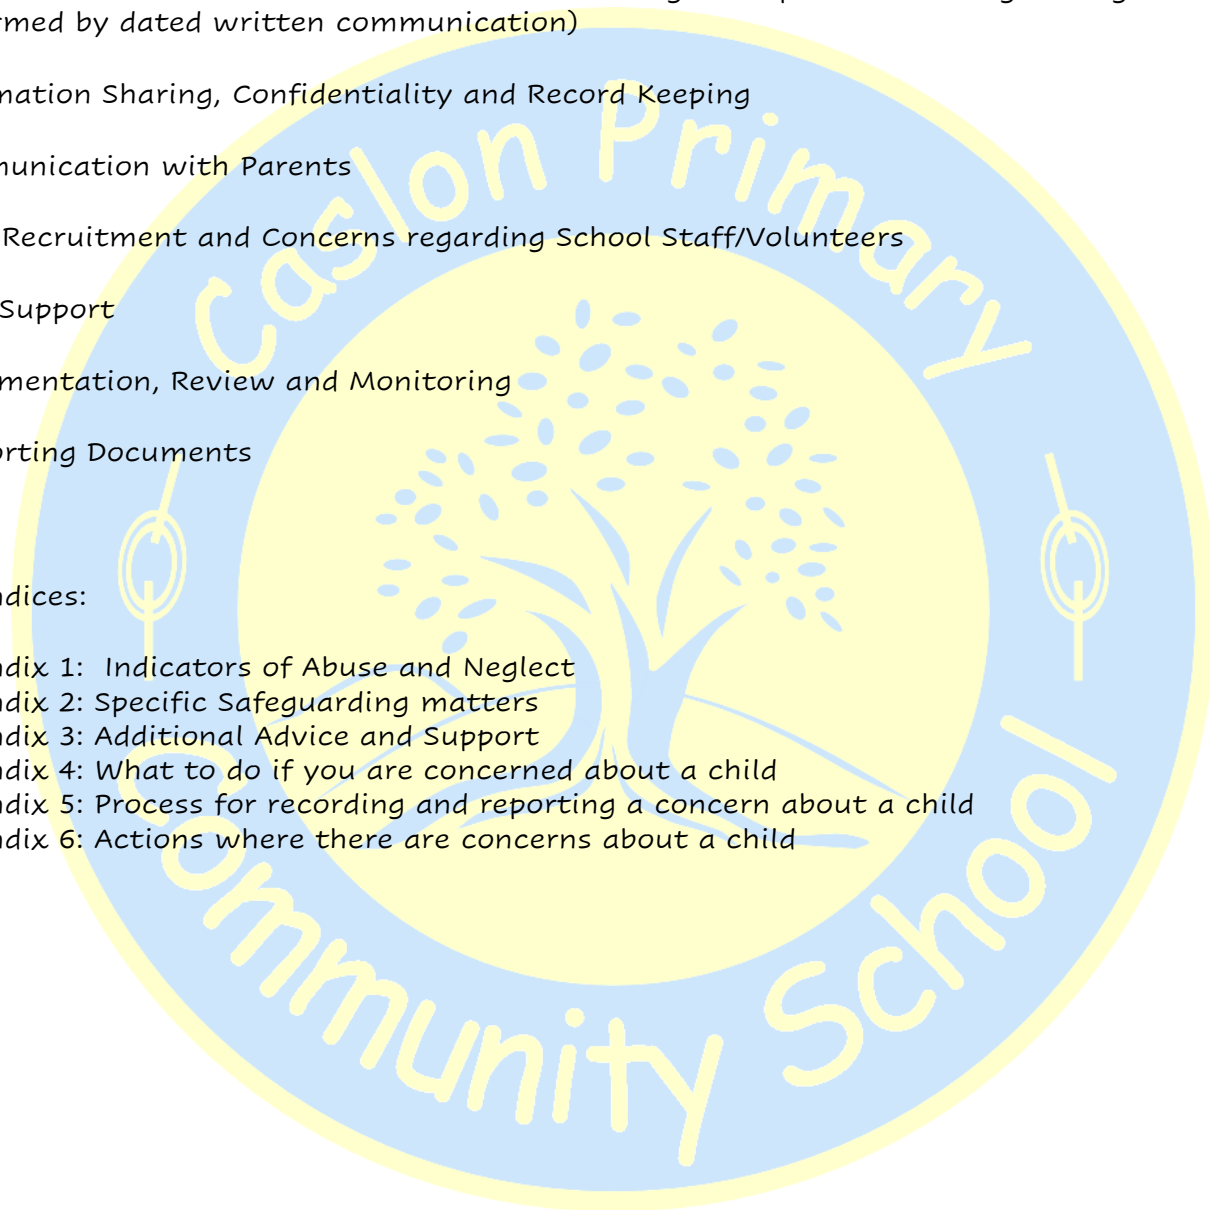 rmed by dated written communication)
nation Sharing, Confidentiality and Record Keeping
nunication with Parents
Recruitment and Concerns regarding School Staff/Volunteers
Support
mentation, Review and Monitoring
orting Documents
ndices:
ndix 1: Indicators of Abuse and Neglect
ndix 2: Specific Safeguarding matters
ndix 3: Additional Advice and Support
ndix 4: What to do if you are concerned about a child
ndix 5: Process for recording and reporting a concern about a child
ndix 6: Actions where there are concerns about a child
Caslon Primary
Community School